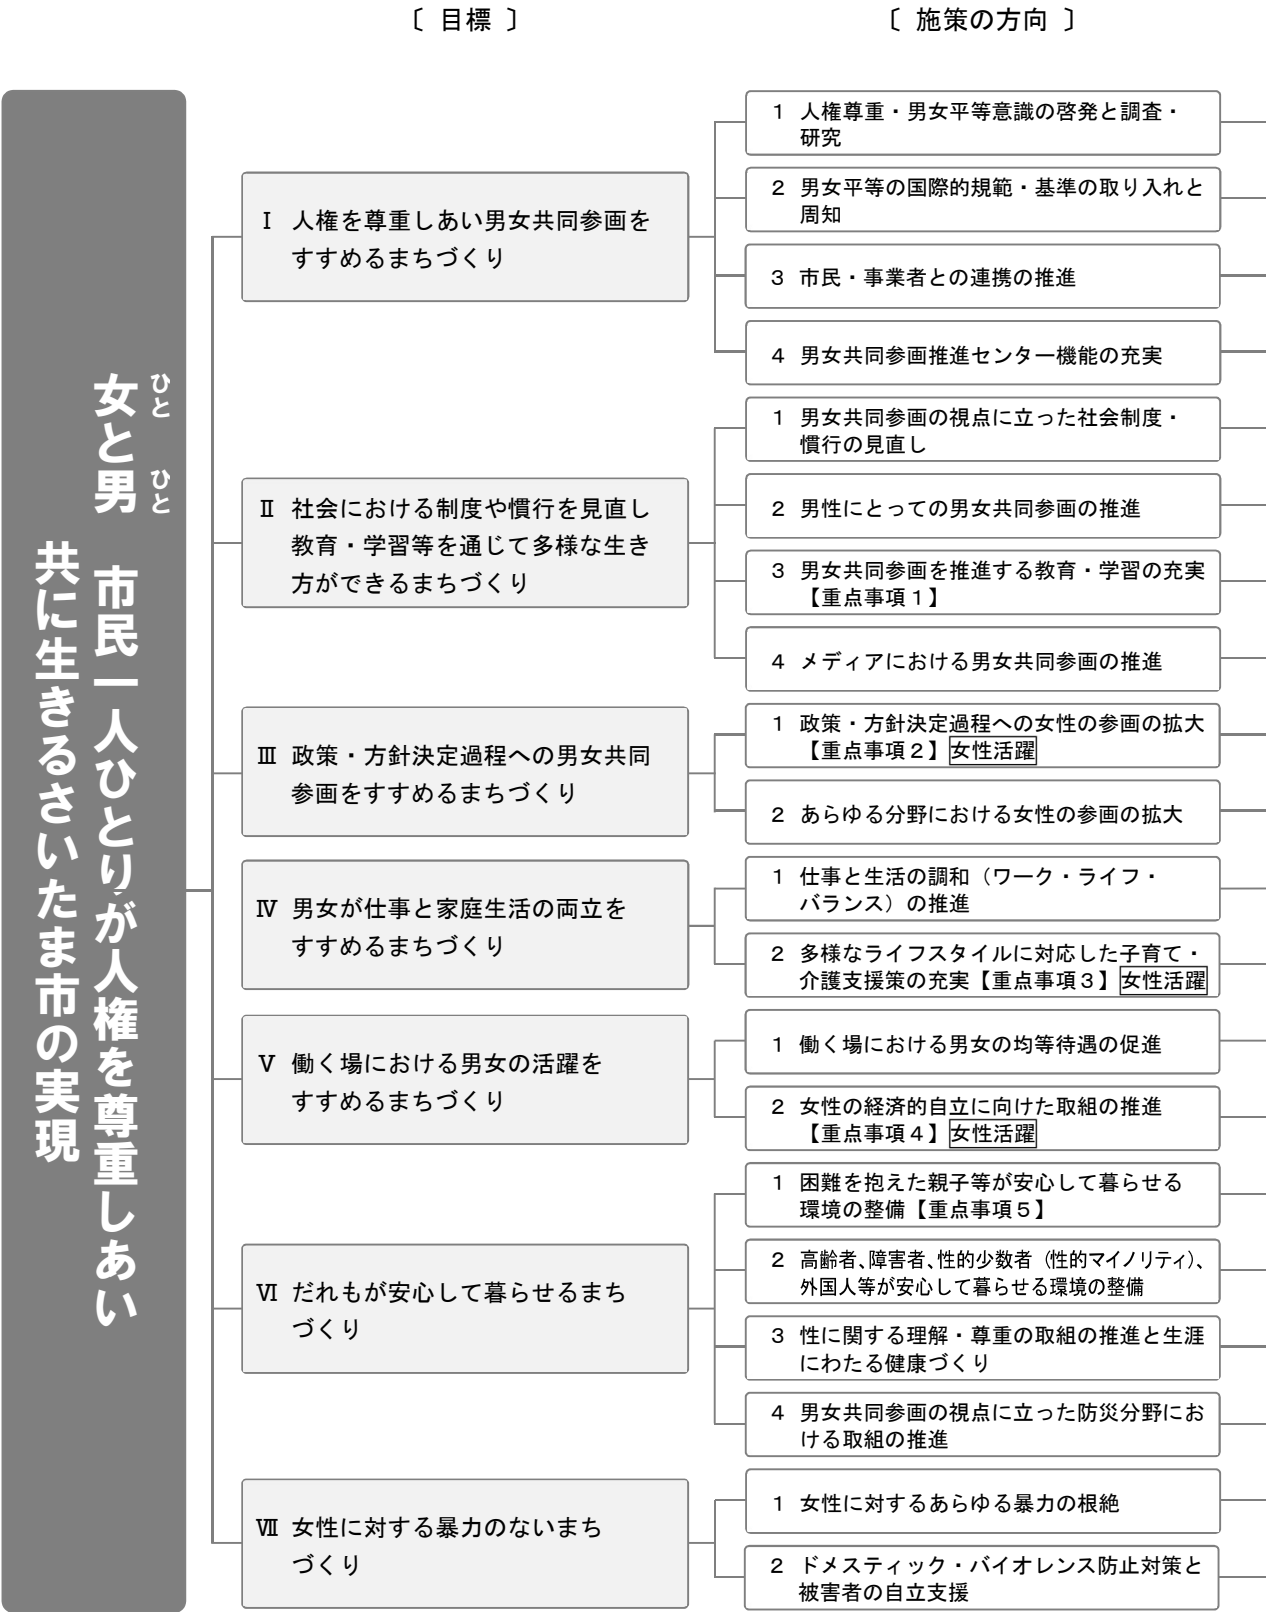 〔 目標 〕
〔 施策の方向 〕
女と男　市民一人ひとりが人権を尊重しあい
ひと
ひと
共に生きるさいたま市の実現
Ⅰ 人権を尊重しあい男女共同参画を
すすめるまちづくり
1 人権尊重・男女平等意識の啓発と調査・
研究
2 男女平等の国際的規範・基準の取り入れと
周知
3 市民・事業者との連携の推進
4 男女共同参画推進センター機能の充実
Ⅱ 社会における制度や慣行を見直し
教育・学習等を通じて多様な生き
方ができるまちづくり
1 男女共同参画の視点に立った社会制度・
慣行の見直し
2 男性にとっての男女共同参画の推進
3 男女共同参画を推進する教育・学習の充実
【重点事項1】
4 メディアにおける男女共同参画の推進
Ⅲ 政策・方針決定過程への男女共同
参画をすすめるまちづくり
1 政策・方針決定過程への女性の参画の拡大
【重点事項2】女性活躍
2 あらゆる分野における女性の参画の拡大
Ⅳ 男女が仕事と家庭生活の両立を
すすめるまちづくり
1 仕事と生活の調和（ワーク・ライフ・
バランス）の推進
2 多様なライフスタイルに対応した子育て・
介護支援策の充実【重点事項3】女性活躍
Ⅴ 働く場における男女の活躍を
すすめるまちづくり
1 働く場における男女の均等待遇の促進
2 女性の経済的自立に向けた取組の推進
【重点事項4】女性活躍
Ⅵ だれもが安心して暮らせるまち
づくり
1 困難を抱えた親子等が安心して暮らせる
環境の整備【重点事項5】
2 高齢者、障害者、性的少数者（性的マイノリティ）、
外国人等が安心して暮らせる環境の整備
3 性に関する理解・尊重の取組の推進と生涯
にわたる健康づくり
4 男女共同参画の視点に立った防災分野にお
ける取組の推進
Ⅶ 女性に対する暴力のないまち
づくり
1 女性に対するあらゆる暴力の根絶
2 ドメスティック・バイオレンス防止対策と
被害者の自立支援